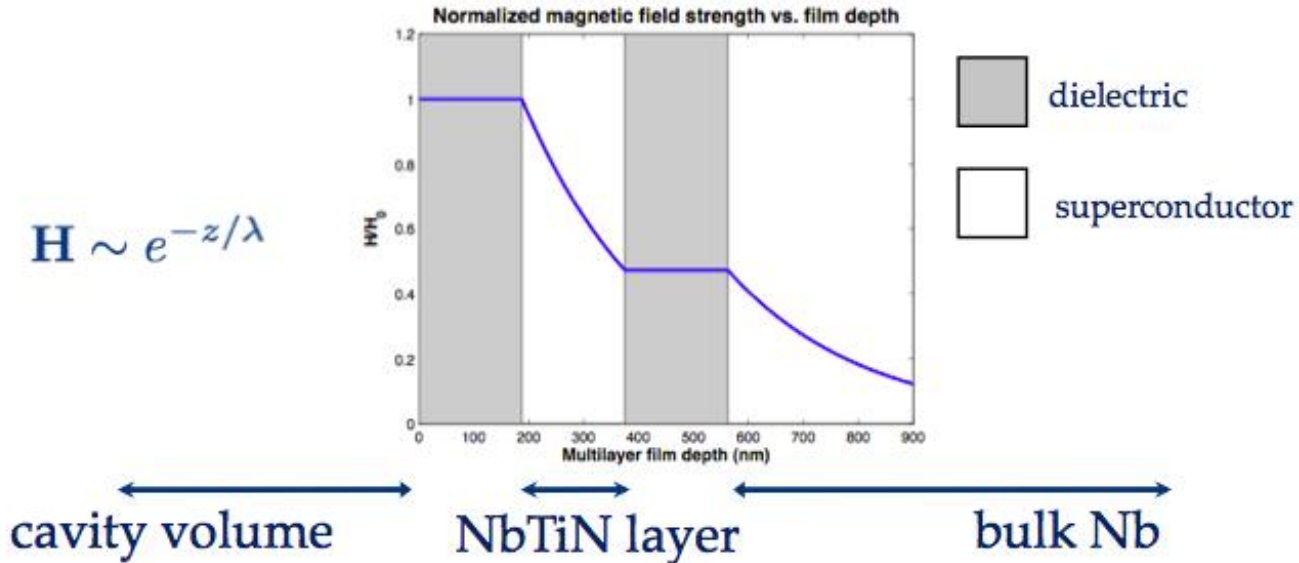 Normalized magnetic field strength vs. film depth
1.2
1
0.8
0.6
0.4
0.2
0
H/H₀
0 100 200 300 400 500 600 700 800 900
Multilayer film depth (nm)
dielectric
superconductor
H ~ e^{-z/λ}
cavity volume
NbTiN layer
bulk Nb